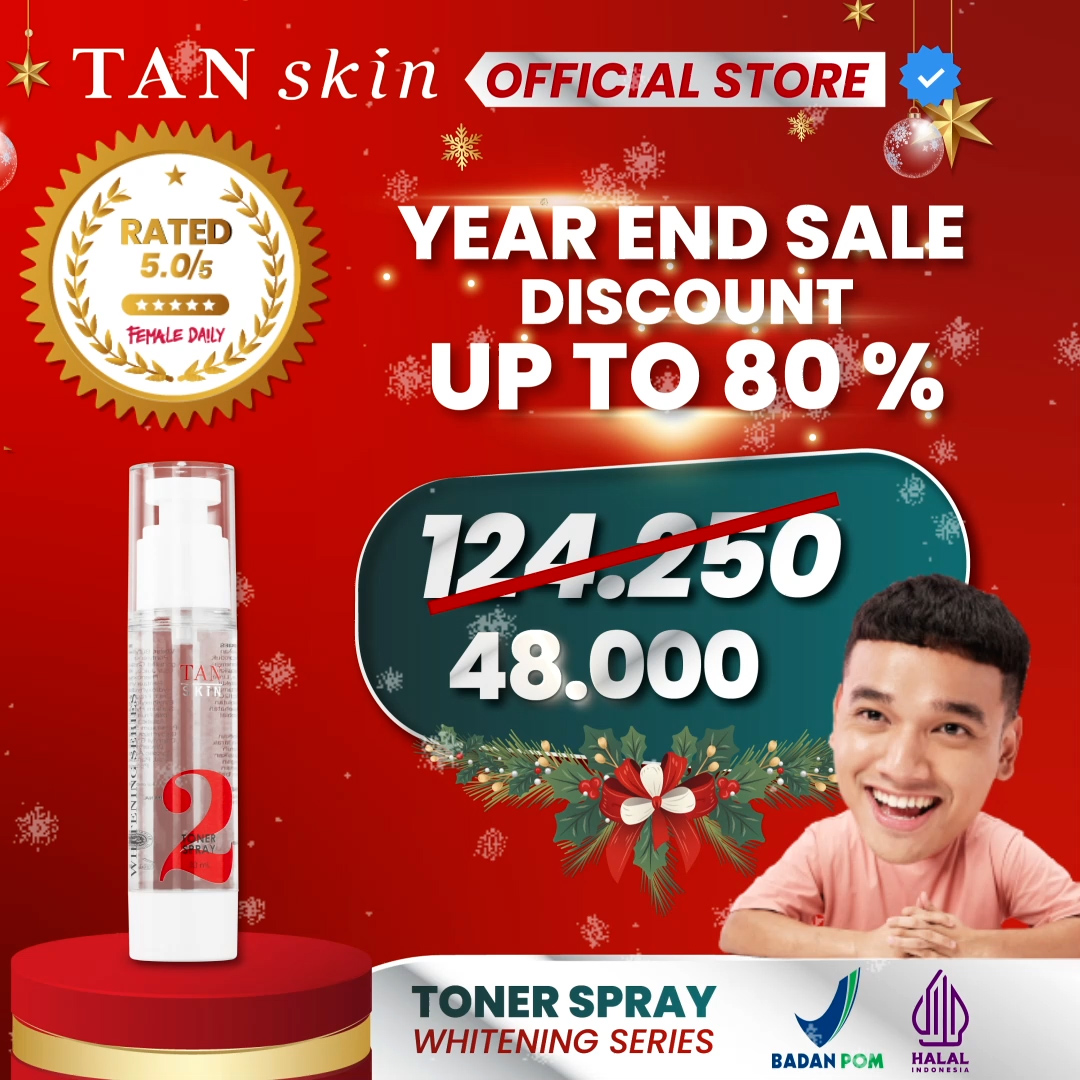 TAN skin OFFICIAL STORE
RATED
5.0/5
FEMALE DAILY
YEAR END SALE
DISCOUNT
UP TO 80 %
124.250
48.000
TAN
SKIN
WHITENING SERIES
2
TONER
SPRAY
TONER SPRAY
WHITENING SERIES
BADAN POM
HALAL
INDONESIA